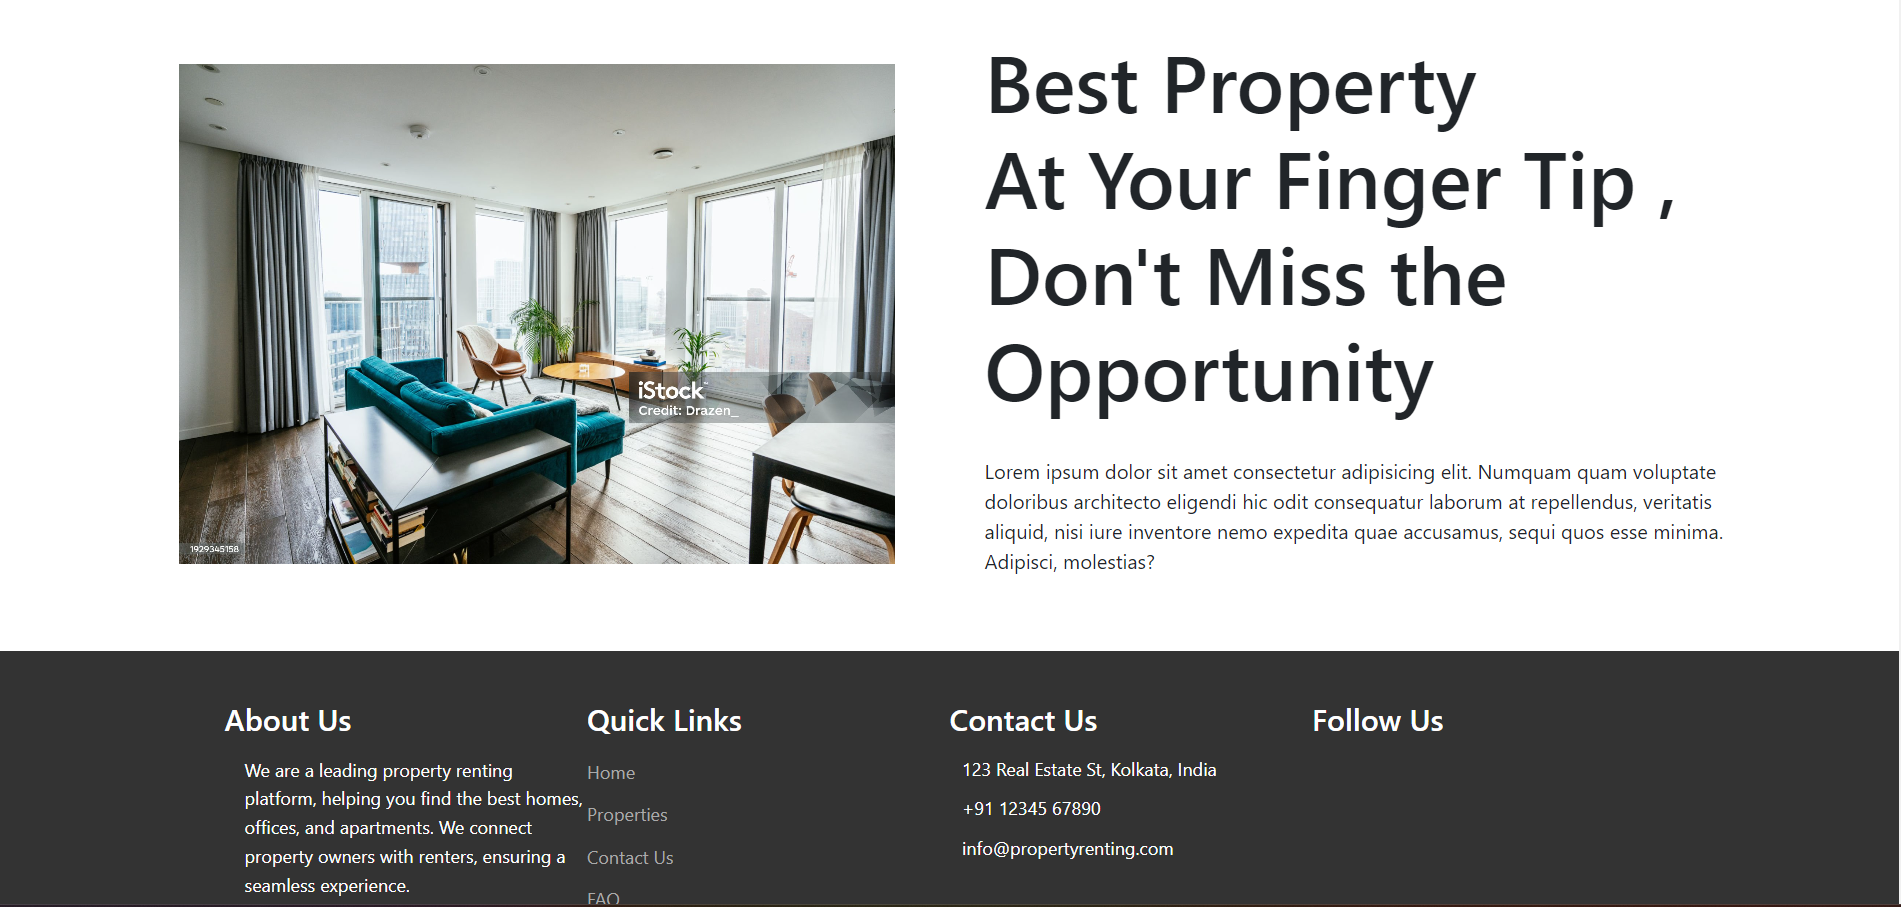 Best Property
At Your Finger Tip ,
Don't Miss the
Opportunity
iStock
Credit: Drazen_
1929345158
Lorem ipsum dolor sit amet consectetur adipisicing elit. Numquam quam voluptate
doloribus architecto eligendi hic odit consequatur laborum at repellendus, veritatis
aliquid, nisi iure inventore nemo expedita quae accusamus, sequi quos esse minima.
Adipisci, molestias?
About Us
We are a leading property renting
platform, helping you find the best homes,
offices, and apartments. We connect
property owners with renters, ensuring a
seamless experience.
Quick Links
Home
Properties
Contact Us
FAQ
Contact Us
123 Real Estate St, Kolkata, India
+91 12345 67890
info@propertyrenting.com
Follow Us